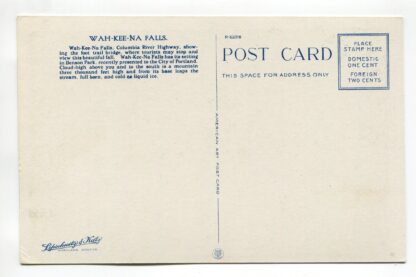 WAH-KEE-NA FALLS.
Wah-Kee-Na Falls, Columbia River Highway, show-
ing the foot trail bridge, where tourists may stop and
view this beautiful fall. Wah-Kee-Na Falls has its setting
in Benson Park, recently presented to the City of Portland.
Cloud-high above you and to the south is a mountain
three thousand feet high and from its base leaps the
stream, full born, and cold as liquid ice.
POST CARD
THIS SPACE FOR ADDRESS ONLY
PLACE
STAMP HERE
DOMESTIC
ONE CENT
FOREIGN
TWO CENTS
AMERICAN ART POST CARD
Lipschuetz & Katz